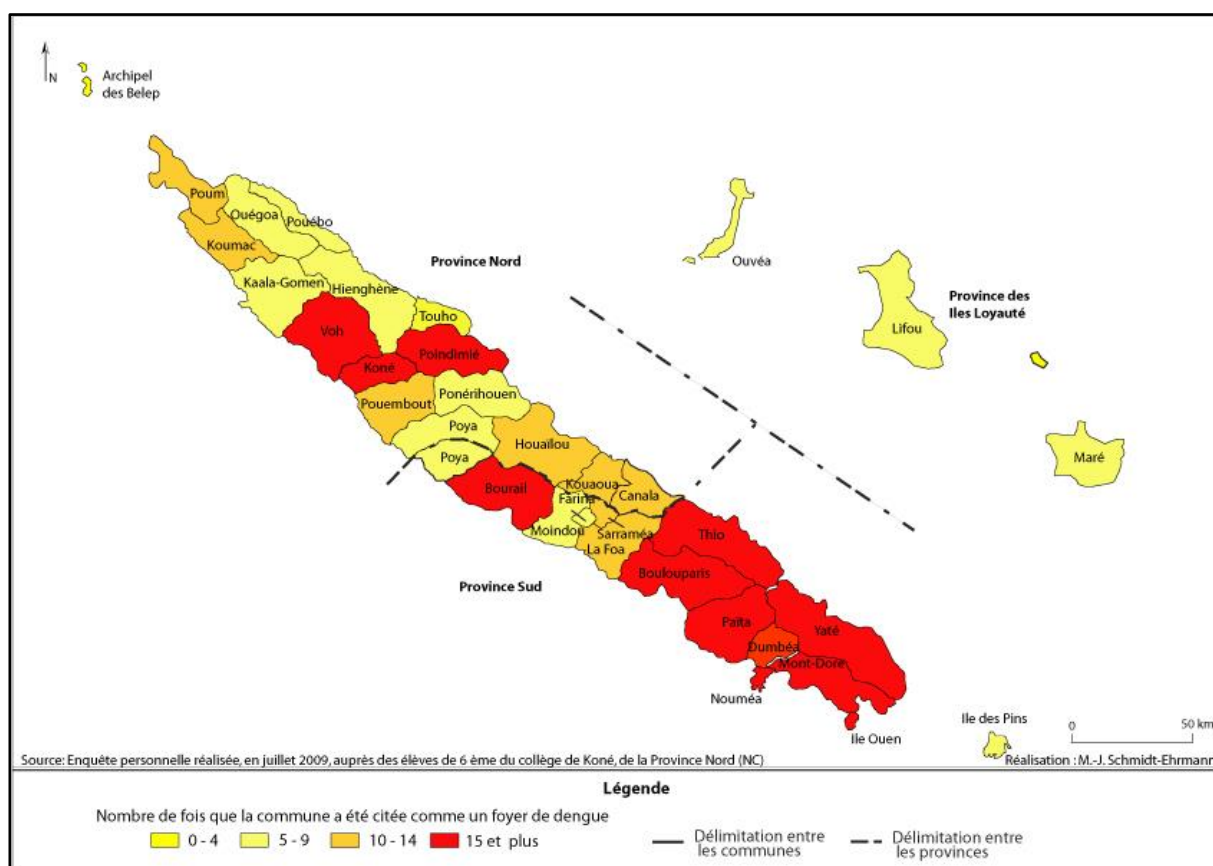 N
Archipel
des Belep
Poum
Ouégoa
Pouébo
Koumac
Kaala-Gomen
Hienghène
Province Nord
Ouvéa
Province des
Iles Loyauté
Lifou
Touho
Voh
Poindimié
Koné
Pouembout
Ponérihouen
Poya
Houaïlou
Poya
Maré
Bourail
Kouaoua
Canala
Farina
Moindou
Sarraméa
La Foa
Thio
Boulouparis
Province Sud
Païta
Yaté
Dumbéa
Mont-Dore
Nouméa
Ile Ouen
Ile des Pins
0 50 km
Source: Enquête personnelle réalisée, en juillet 2009, auprès des élèves de 6 ème du collège de Koné, de la Province Nord (NC)
Réalisation : M.-J. Schmidt-Ehrmann
Légende
Nombre de fois que la commune a été citée comme un foyer de dengue
0 - 4 5 - 9 10 - 14 15 et plus
Délimitation entre
les communes
Délimitation entre
les provinces